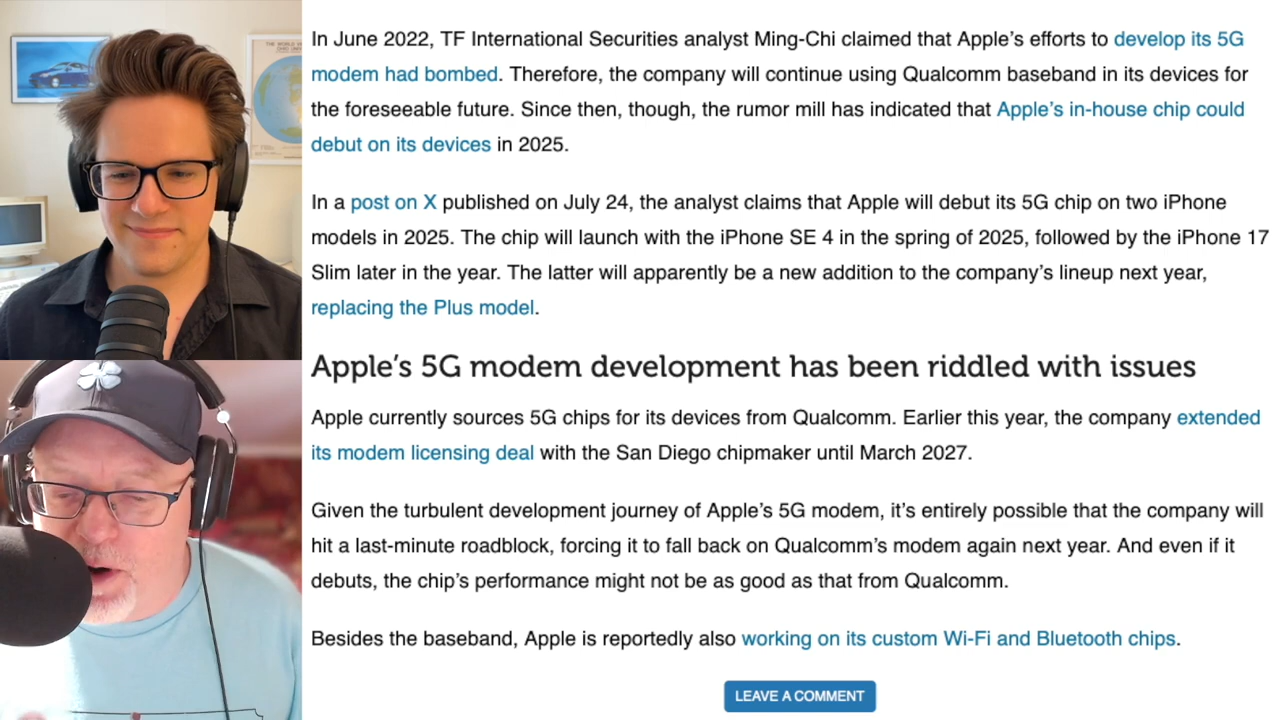 THE WORLD
In June 2022, TF International Securities analyst Ming-Chi claimed that Apple’s efforts to develop its 5G
modem had bombed. Therefore, the company will continue using Qualcomm baseband in its devices for
the foreseeable future. Since then, though, the rumor mill has indicated that Apple’s in-house chip could
debut on its devices in 2025.
In a post on X published on July 24, the analyst claims that Apple will debut its 5G chip on two iPhone
models in 2025. The chip will launch with the iPhone SE 4 in the spring of 2025, followed by the iPhone 17
Slim later in the year. The latter will apparently be a new addition to the company’s lineup next year,
replacing the Plus model.
Apple’s 5G modem development has been riddled with issues
Apple currently sources 5G chips for its devices from Qualcomm. Earlier this year, the company extended
its modem licensing deal with the San Diego chipmaker until March 2027.
Given the turbulent development journey of Apple’s 5G modem, it’s entirely possible that the company will
hit a last-minute roadblock, forcing it to fall back on Qualcomm’s modem again next year. And even if it
debuts, the chip’s performance might not be as good as that from Qualcomm.
Besides the baseband, Apple is reportedly also working on its custom Wi-Fi and Bluetooth chips.
LEAVE A COMMENT